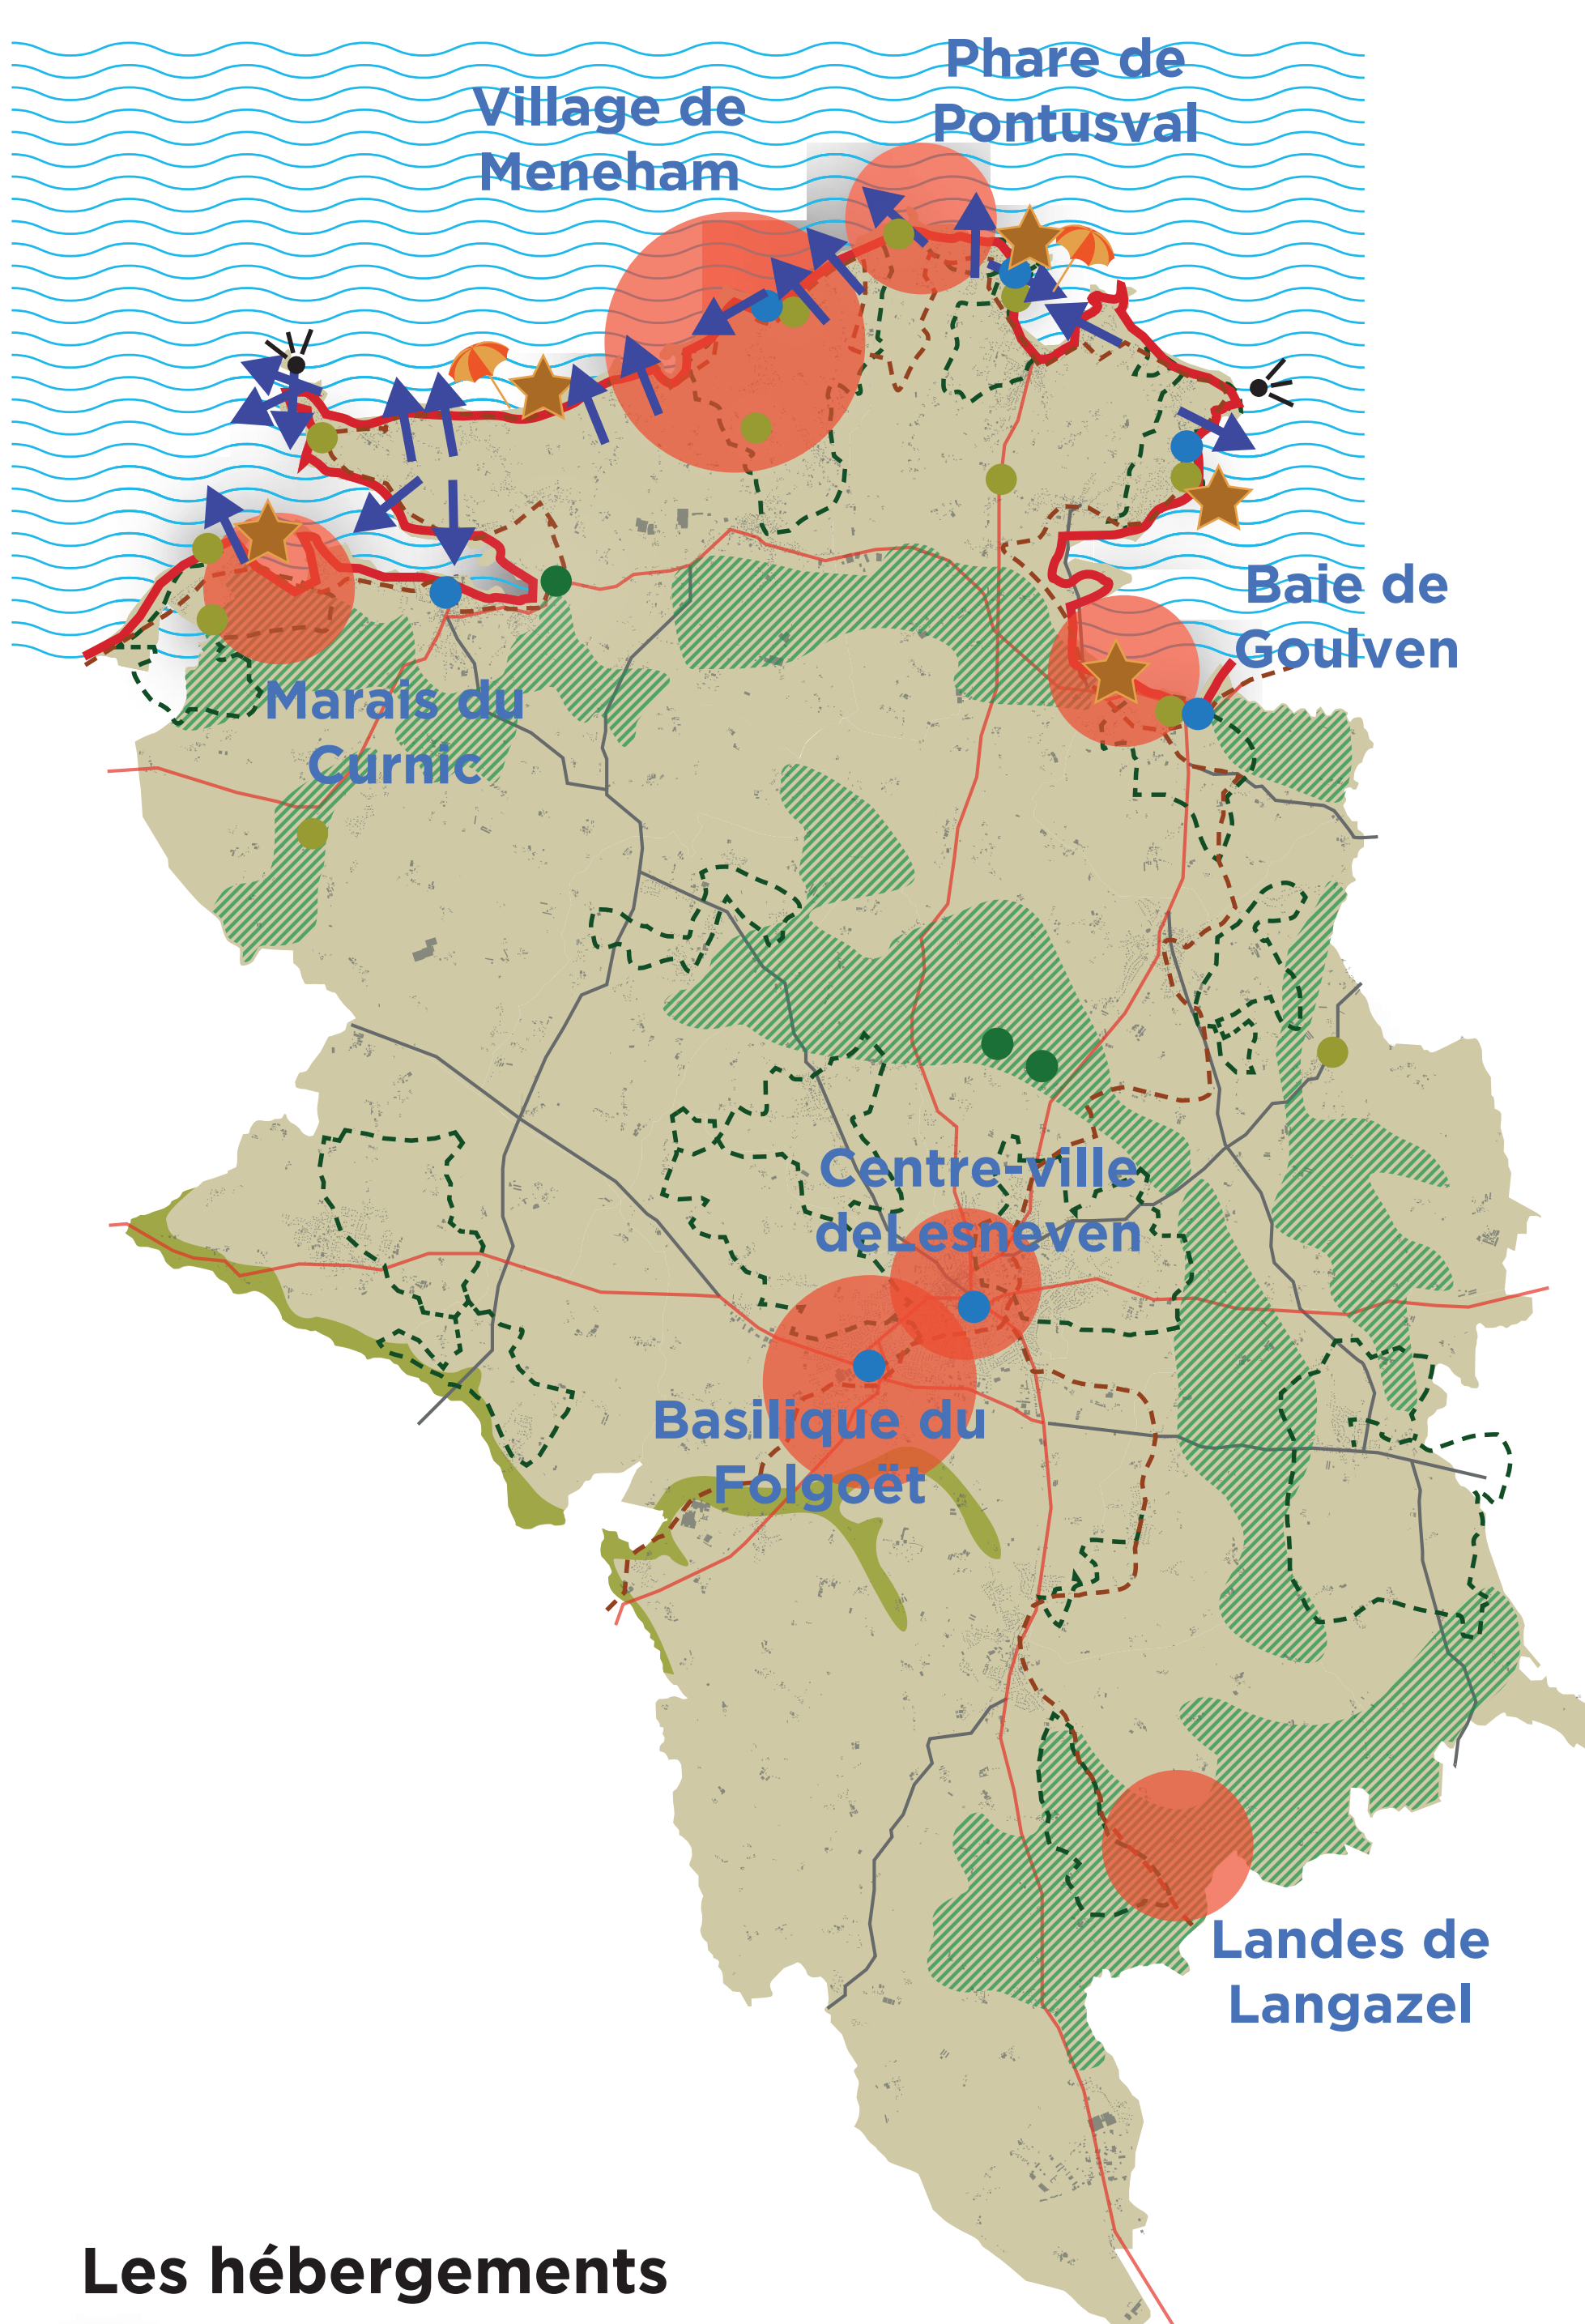 Phare de
Pontusval
Village de
Meneham
Baie de
Goulven
Marais du
Curnic
Centre-ville
deLesneven
Basilique du
Folgoët
Landes de
Langazel
Les hébergements